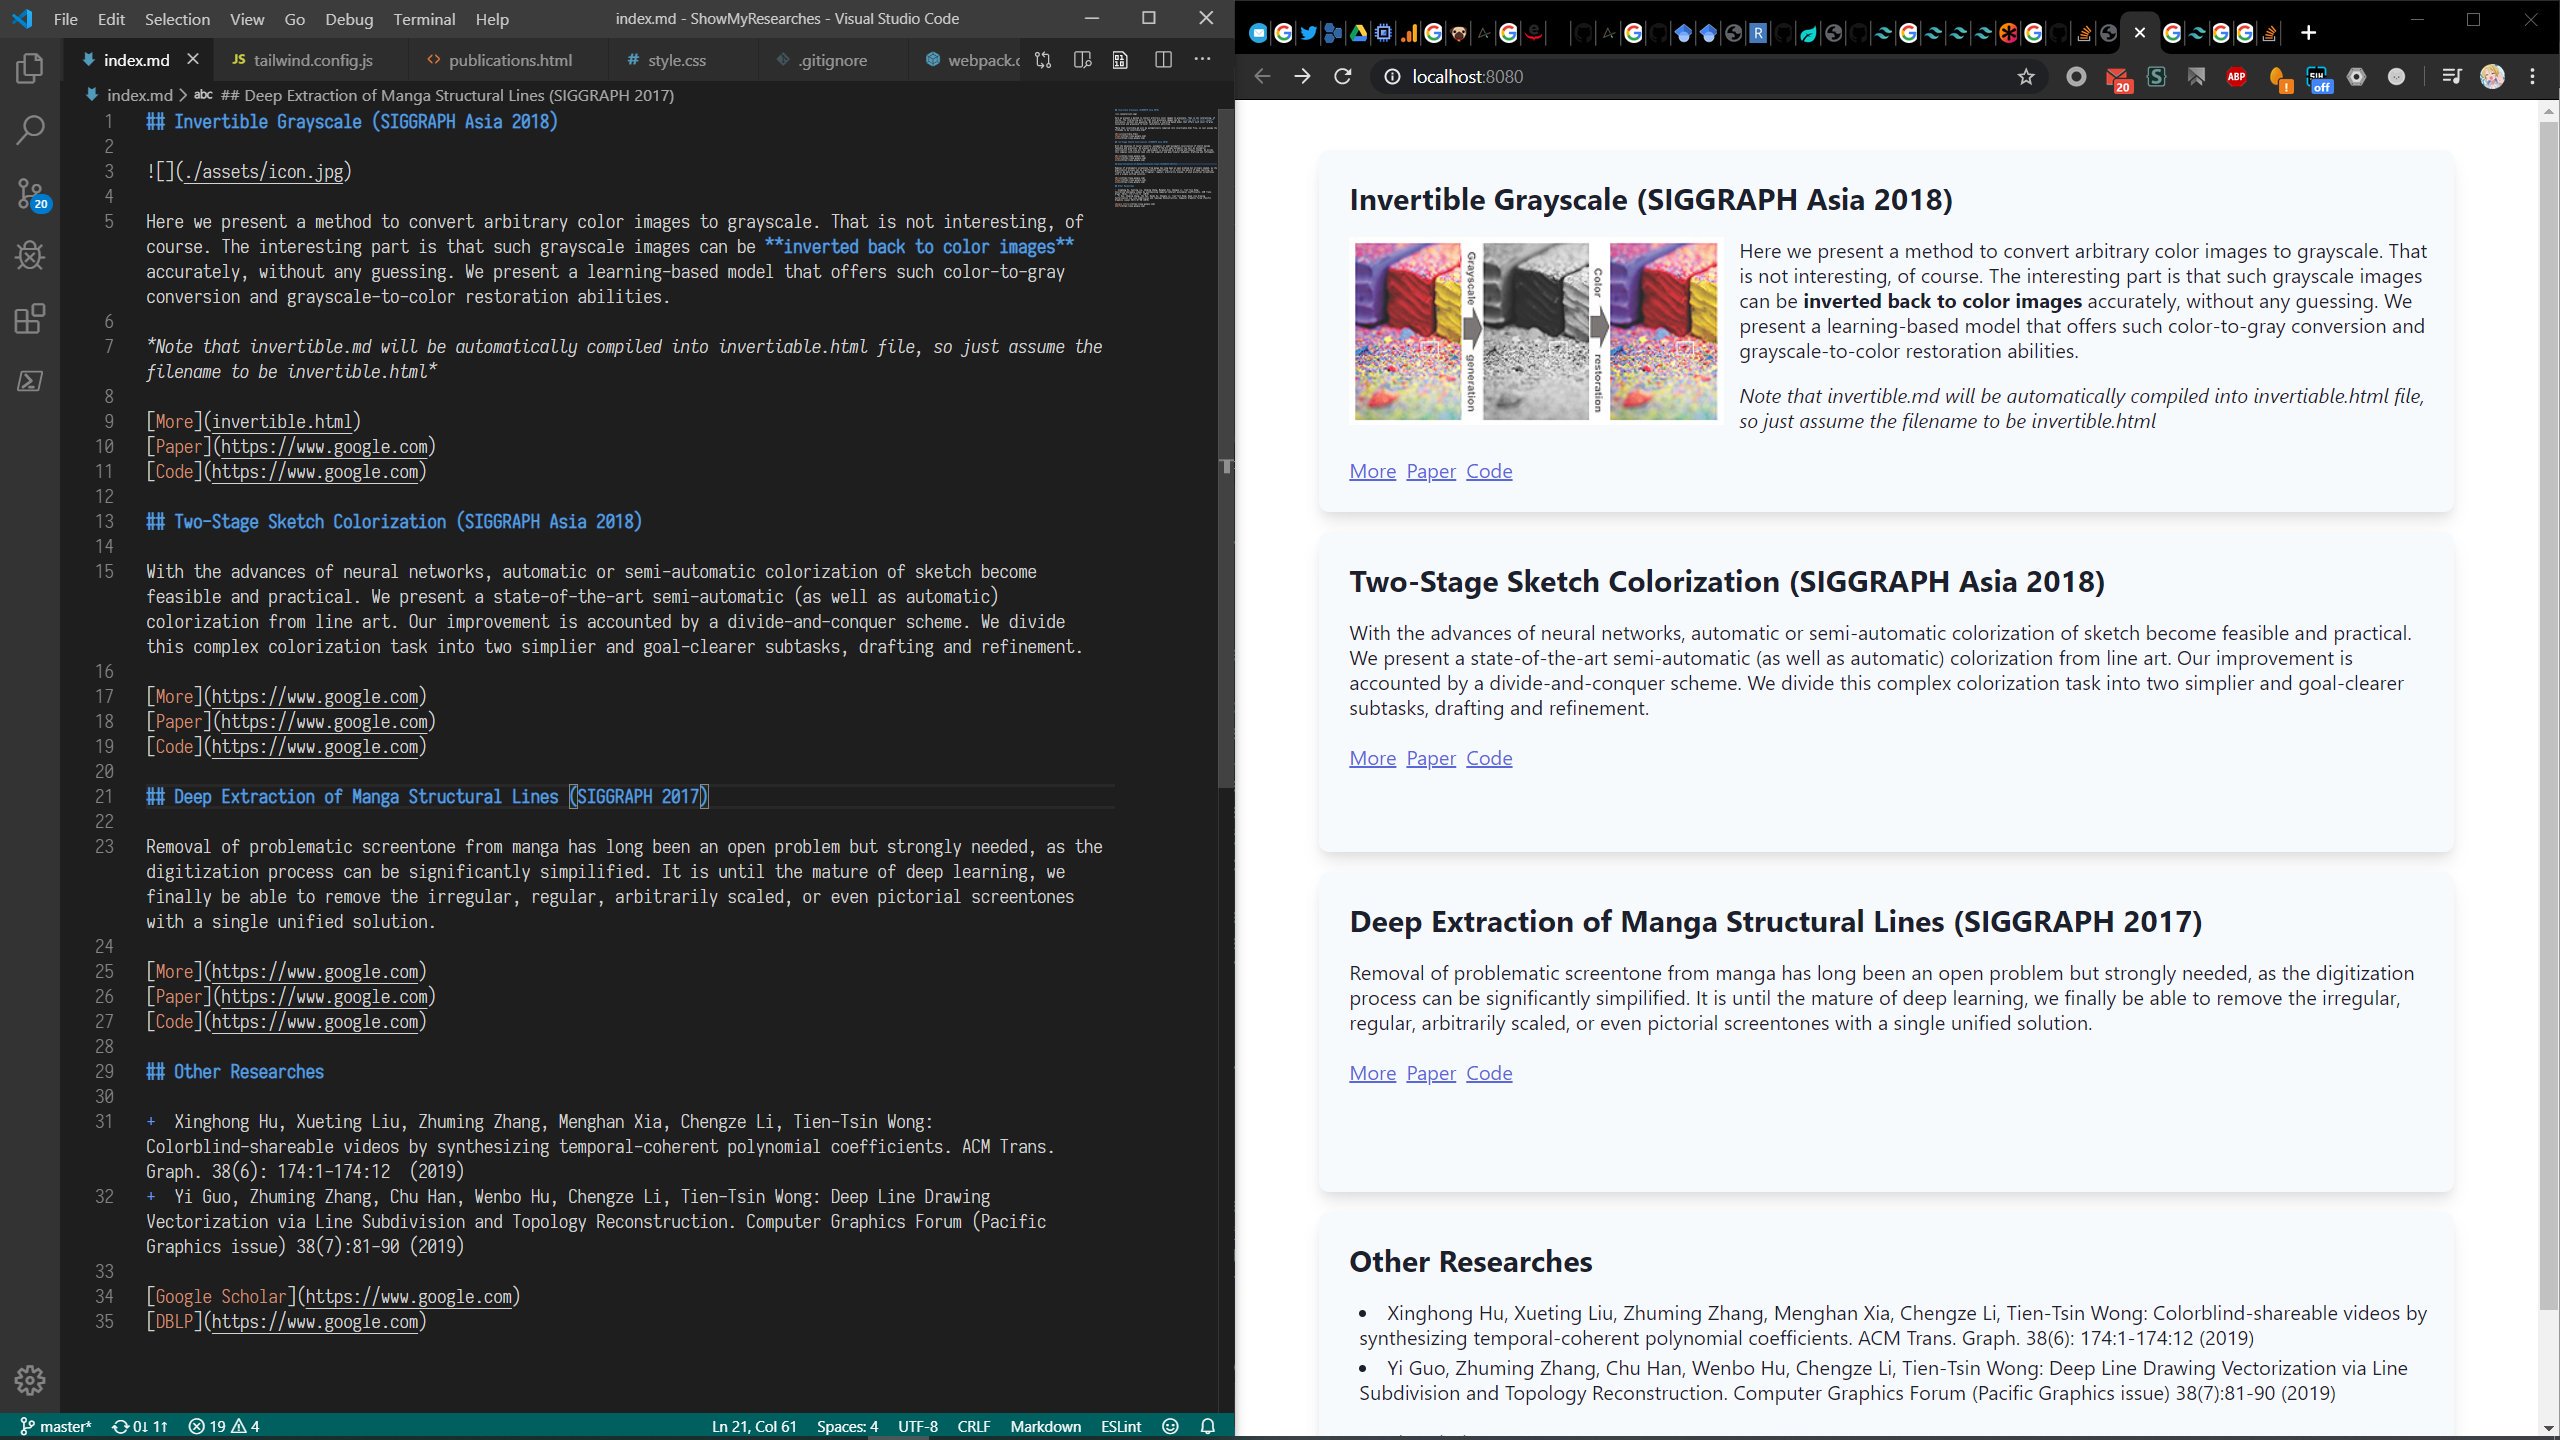 File Edit Selection View Go Debug Terminal Help
index.md - ShowMyResearches - Visual Studio Code
index.md
JS tailwind.config.js
<> publications.html
# style.css
.gitignore
webpack.c
index.md > abc ## Deep Extraction of Manga Structural Lines (SIGGRAPH 2017)
20
1 ## Invertible Grayscale (SIGGRAPH Asia 2018)
2
3 ![](./assets/icon.jpg)
4
5 Here we present a method to convert arbitrary color images to grayscale. That is not interesting, of
course. The interesting part is that such grayscale images can be **inverted back to color images**
accurately, without any guessing. We present a learning-based model that offers such color-to-gray
conversion and grayscale-to-color restoration abilities.
6
7 *Note that invertible.md will be automatically compiled into invertiable.html file, so just assume the
filename to be invertible.html*
8
9 [More](invertible.html)
10 [Paper](https://www.google.com)
11 [Code](https://www.google.com)
12
13 ## Two-Stage Sketch Colorization (SIGGRAPH Asia 2018)
14
15 With the advances of neural networks, automatic or semi-automatic colorization of sketch become
feasible and practical. We present a state-of-the-art semi-automatic (as well as automatic)
colorization from line art. Our improvement is accounted by a divide-and-conquer scheme. We divide
this complex colorization task into two simplier and goal-clearer subtasks, drafting and refinement.
16
17 [More](https://www.google.com)
18 [Paper](https://www.google.com)
19 [Code](https://www.google.com)
20
21 ## Deep Extraction of Manga Structural Lines (SIGGRAPH 2017)
22
23 Removal of problematic screentone from manga has long been an open problem but strongly needed, as the
digitization process can be significantly simpilified. It is until the mature of deep learning, we
finally be able to remove the irregular, regular, arbitrarily scaled, or even pictorial screentones
with a single unified solution.
24
25 [More](https://www.google.com)
26 [Paper](https://www.google.com)
27 [Code](https://www.google.com)
28
29 ## Other Researches
30
31 + Xinghong Hu, Xueting Liu, Zhuming Zhang, Menghan Xia, Chengze Li, Tien-Tsin Wong:
Colorblind-shareable videos by synthesizing temporal-coherent polynomial coefficients. ACM Trans.
Graph. 38(6): 174:1-174:12 (2019)
32 + Yi Guo, Zhuming Zhang, Chu Han, Wenbo Hu, Chengze Li, Tien-Tsin Wong: Deep Line Drawing
Vectorization via Line Subdivision and Topology Reconstruction. Computer Graphics Forum (Pacific
Graphics issue) 38(7):81-90 (2019)
33
34 [Google Scholar](https://www.google.com)
35 [DBLP](https://www.google.com)
master* 0↓ 1↑ 19 4
Ln 21, Col 61 Spaces: 4 UTF-8 CRLF Markdown ESLint
localhost:8080
20
ABP
!
off
Invertible Grayscale (SIGGRAPH Asia 2018)
Grayscale generation
Color restoration
Here we present a method to convert arbitrary color images to grayscale. That
is not interesting, of course. The interesting part is that such grayscale images
can be inverted back to color images accurately, without any guessing. We
present a learning-based model that offers such color-to-gray conversion and
grayscale-to-color restoration abilities.
Note that invertible.md will be automatically compiled into invertiable.html file,
so just assume the filename to be invertible.html
More Paper Code
Two-Stage Sketch Colorization (SIGGRAPH Asia 2018)
With the advances of neural networks, automatic or semi-automatic colorization of sketch become feasible and practical.
We present a state-of-the-art semi-automatic (as well as automatic) colorization from line art. Our improvement is
accounted by a divide-and-conquer scheme. We divide this complex colorization task into two simplier and goal-clearer
subtasks, drafting and refinement.
More Paper Code
Deep Extraction of Manga Structural Lines (SIGGRAPH 2017)
Removal of problematic screentone from manga has long been an open problem but strongly needed, as the digitization
process can be significantly simpilified. It is until the mature of deep learning, we finally be able to remove the irregular,
regular, arbitrarily scaled, or even pictorial screentones with a single unified solution.
More Paper Code
Other Researches
• Xinghong Hu, Xueting Liu, Zhuming Zhang, Menghan Xia, Chengze Li, Tien-Tsin Wong: Colorblind-shareable videos by
synthesizing temporal-coherent polynomial coefficients. ACM Trans. Graph. 38(6): 174:1-174:12 (2019)
• Yi Guo, Zhuming Zhang, Chu Han, Wenbo Hu, Chengze Li, Tien-Tsin Wong: Deep Line Drawing Vectorization via Line
Subdivision and Topology Reconstruction. Computer Graphics Forum (Pacific Graphics issue) 38(7):81-90 (2019)